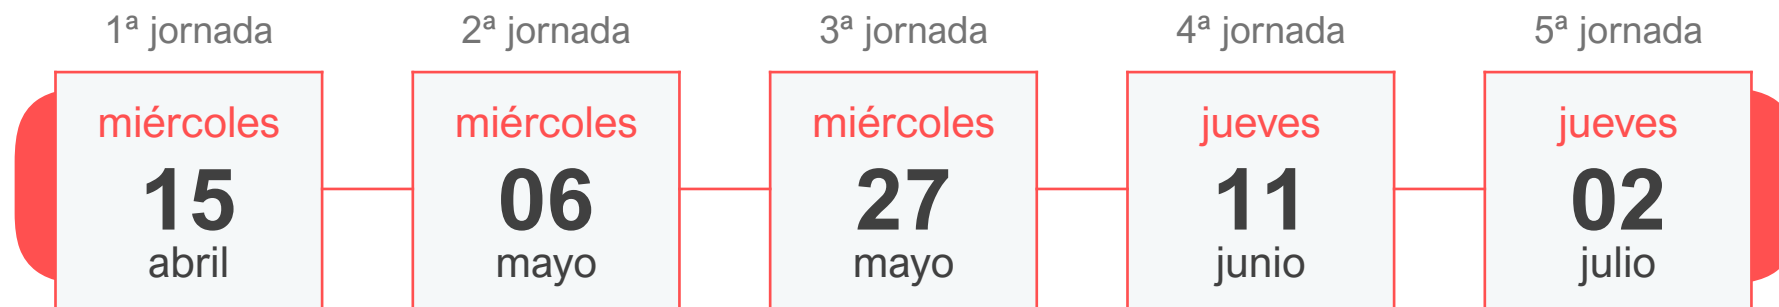 1ª jornada
2ª jornada
3ª jornada
4ª jornada
5ª jornada
miércoles
15
abril
miércoles
06
mayo
miércoles
27
mayo
jueves
11
junio
jueves
02
julio